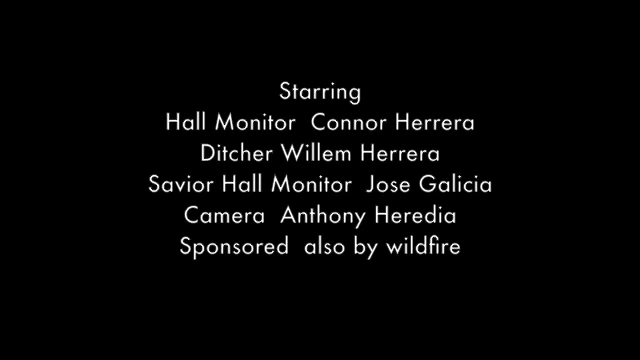 Starring
Hall Monitor  Connor Herrera
Ditcher Willem Herrera
Savior Hall Monitor  Jose Galicia
Camera  Anthony Heredia
Sponsored  also by wildfire